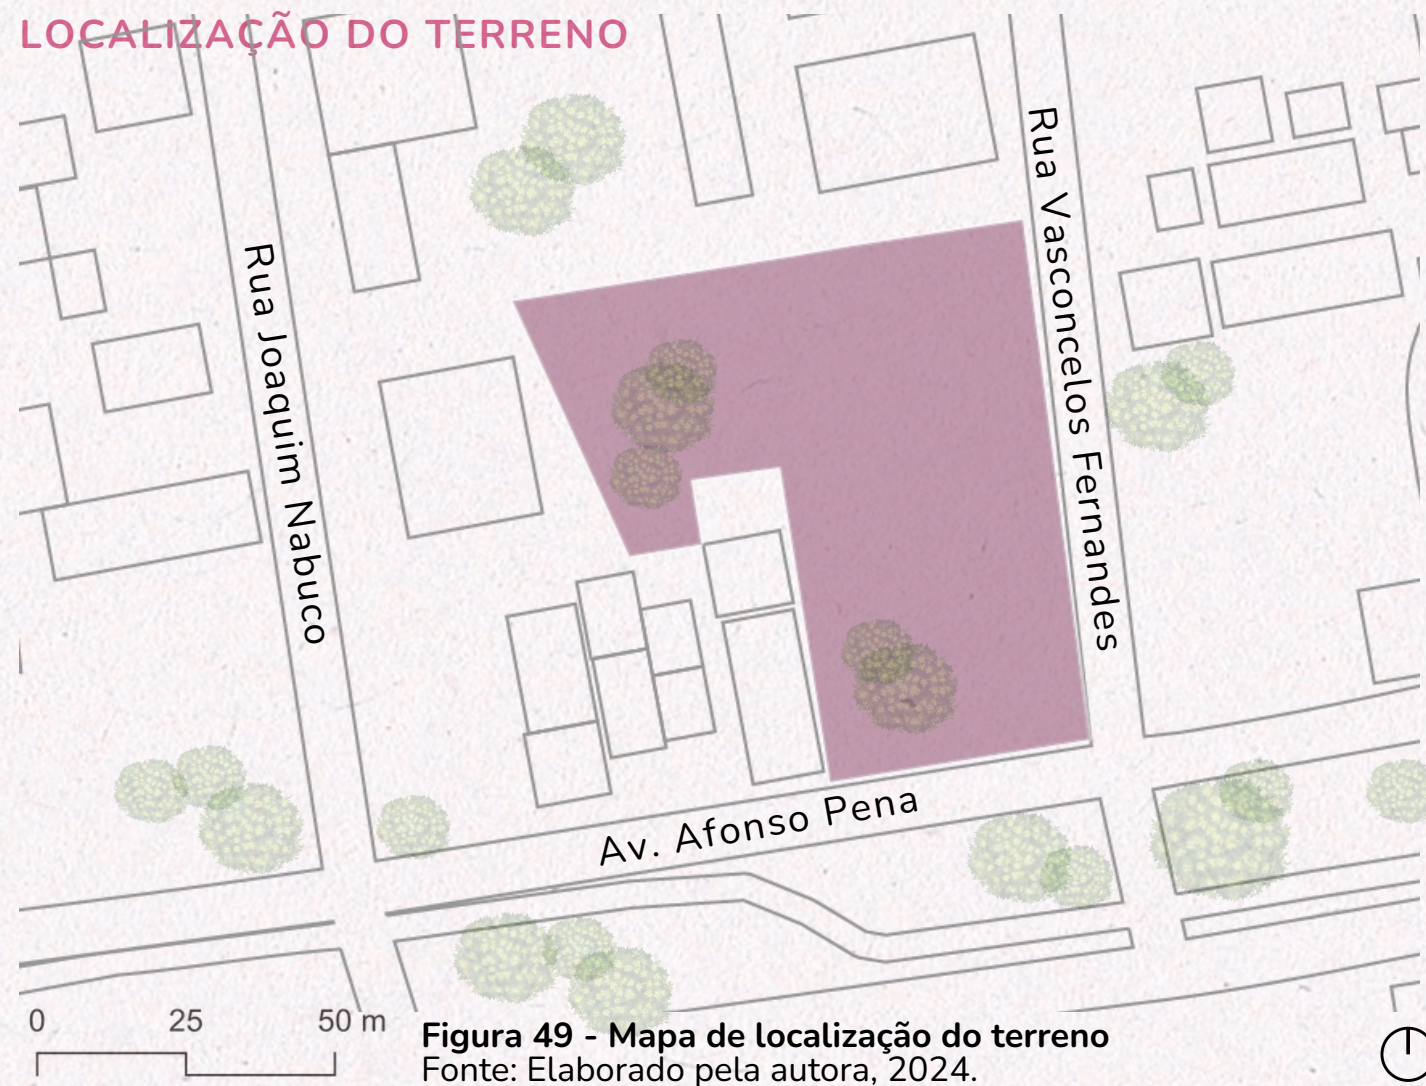 LOCALIZAÇÃO DO TERRENO
Rua Vasconcelos Fernandes
Rua Joaquim Nabuco
Av. Afonso Pena
0 25 50 m
Figura 49 - Mapa de localização do terreno
Fonte: Elaborado pela autora, 2024.